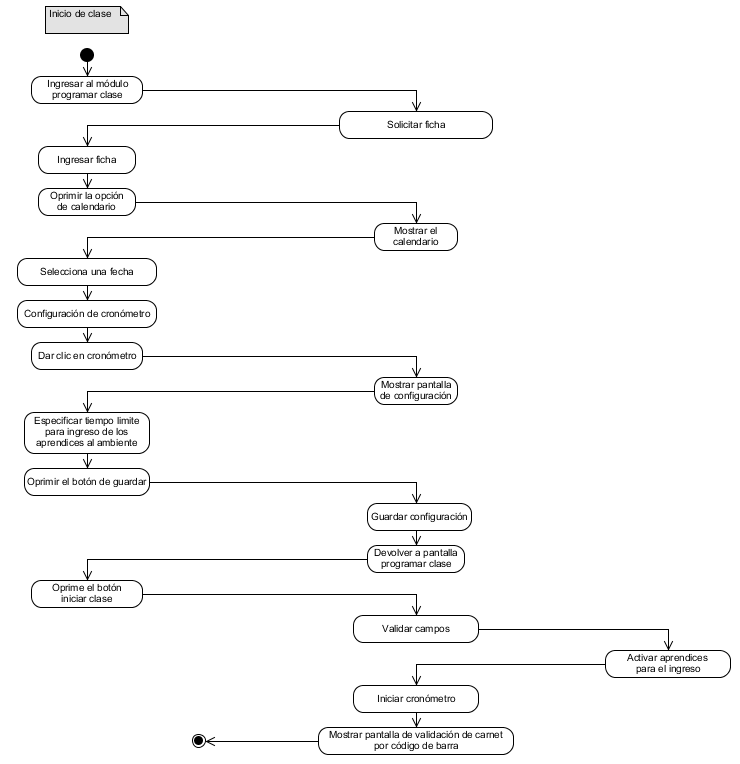 Inicio de clase
Ingresar al módulo
programar clase
Solicitar ficha
Ingresar ficha
Oprimir la opción
de calendario
Mostrar el
calendario
Selecciona una fecha
Configuración de cronómetro
Dar clic en cronómetro
Mostrar pantalla
de configuración
Especificar tiempo limite
para ingreso de los
aprendices al ambiente
Oprimir el botón de guardar
Guardar configuración
Devolver a pantalla
programar clase
Oprime el botón
iniciar clase
Validar campos
Activar aprendices
para el ingreso
Iniciar cronómetro
Mostrar pantalla de validación de carnet
por código de barra